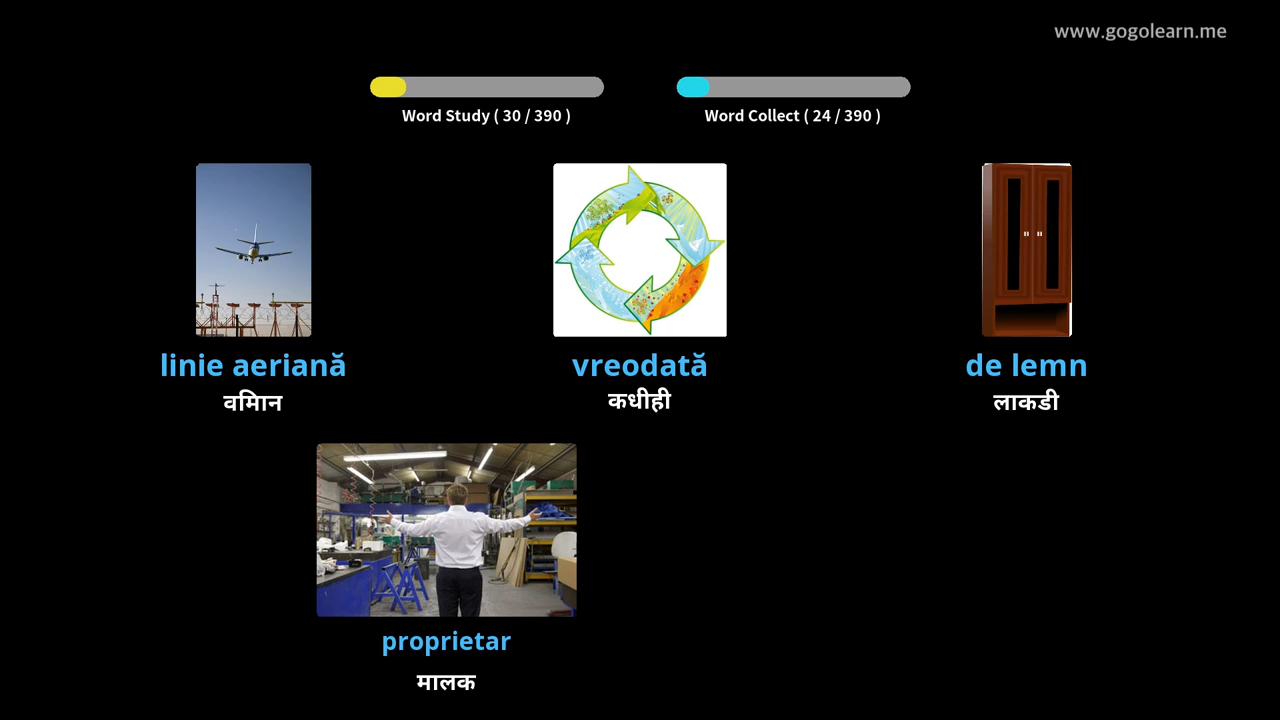 www.gogolearn.me
Word Study ( 30 / 390 )
Word Collect ( 24 / 390 )
linie aeriană
vreodată
de lemn
विमान
कधीही
लाकडी
proprietar
मालक